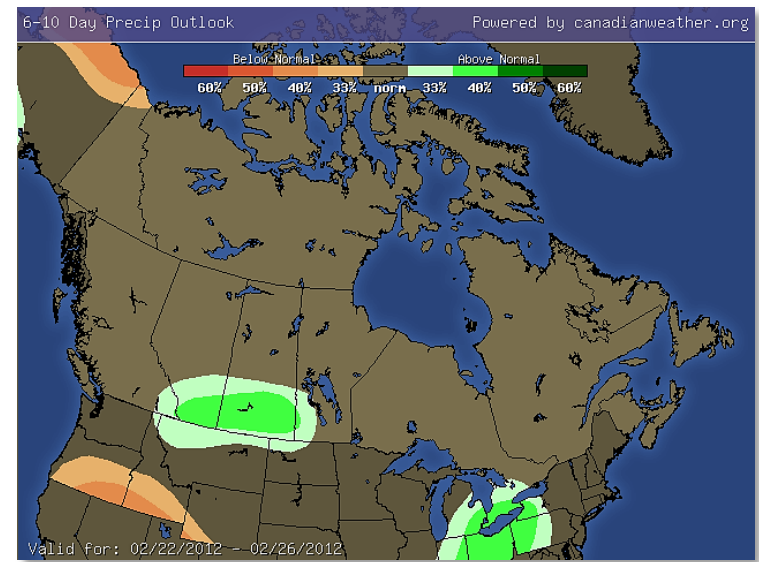 6-10 Day Precip Outlook Powered by canadianweather.org
Below Normal Above Normal
60% 50% 40% 33% norm 33% 40% 50% 60%
Valid for: 02/22/2012 - 02/26/2012